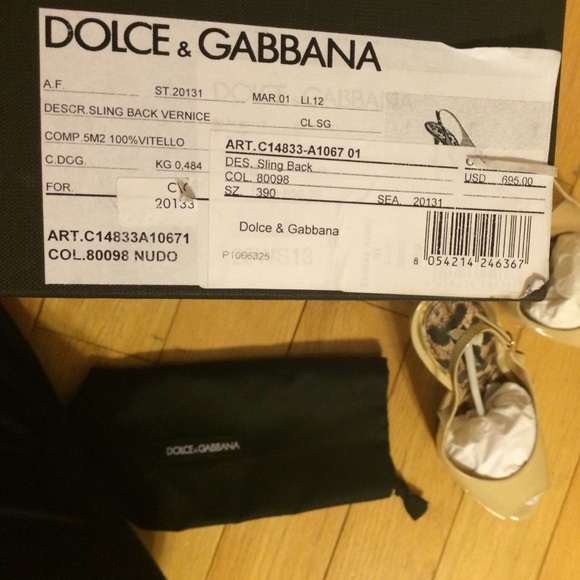 DOLCE & GABBANA
A.F. ST.20131 MAR.01 LI.12
DESCR.SLING BACK VERNICE CL.SG
COMP.5M2 100%VITELLO
C.DCG. KG 0,484
FOR.
20133
ART.C14833A10671
COL.80098 NUDO
ART.C14833-A1067 01
DES. Sling Back
COL. 80098 USD 695.00
SZ. 390 SEA. 20131
Dolce & Gabbana
P1066325
8 054214 246367
DOLCE & GABBANA